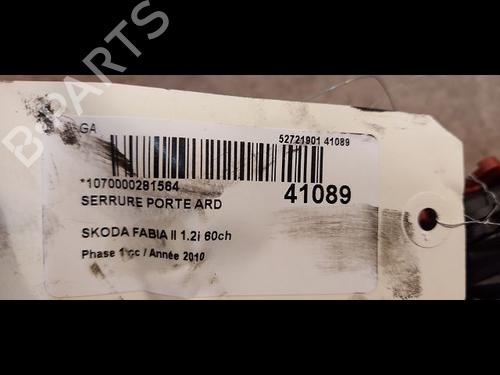 B-PARTS
GA
52721901 41089
*1070000281564
41089
SERRURE PORTE ARD
SKODA FABIA II 1.2i 60ch
Phase 1 cc / Année 2010